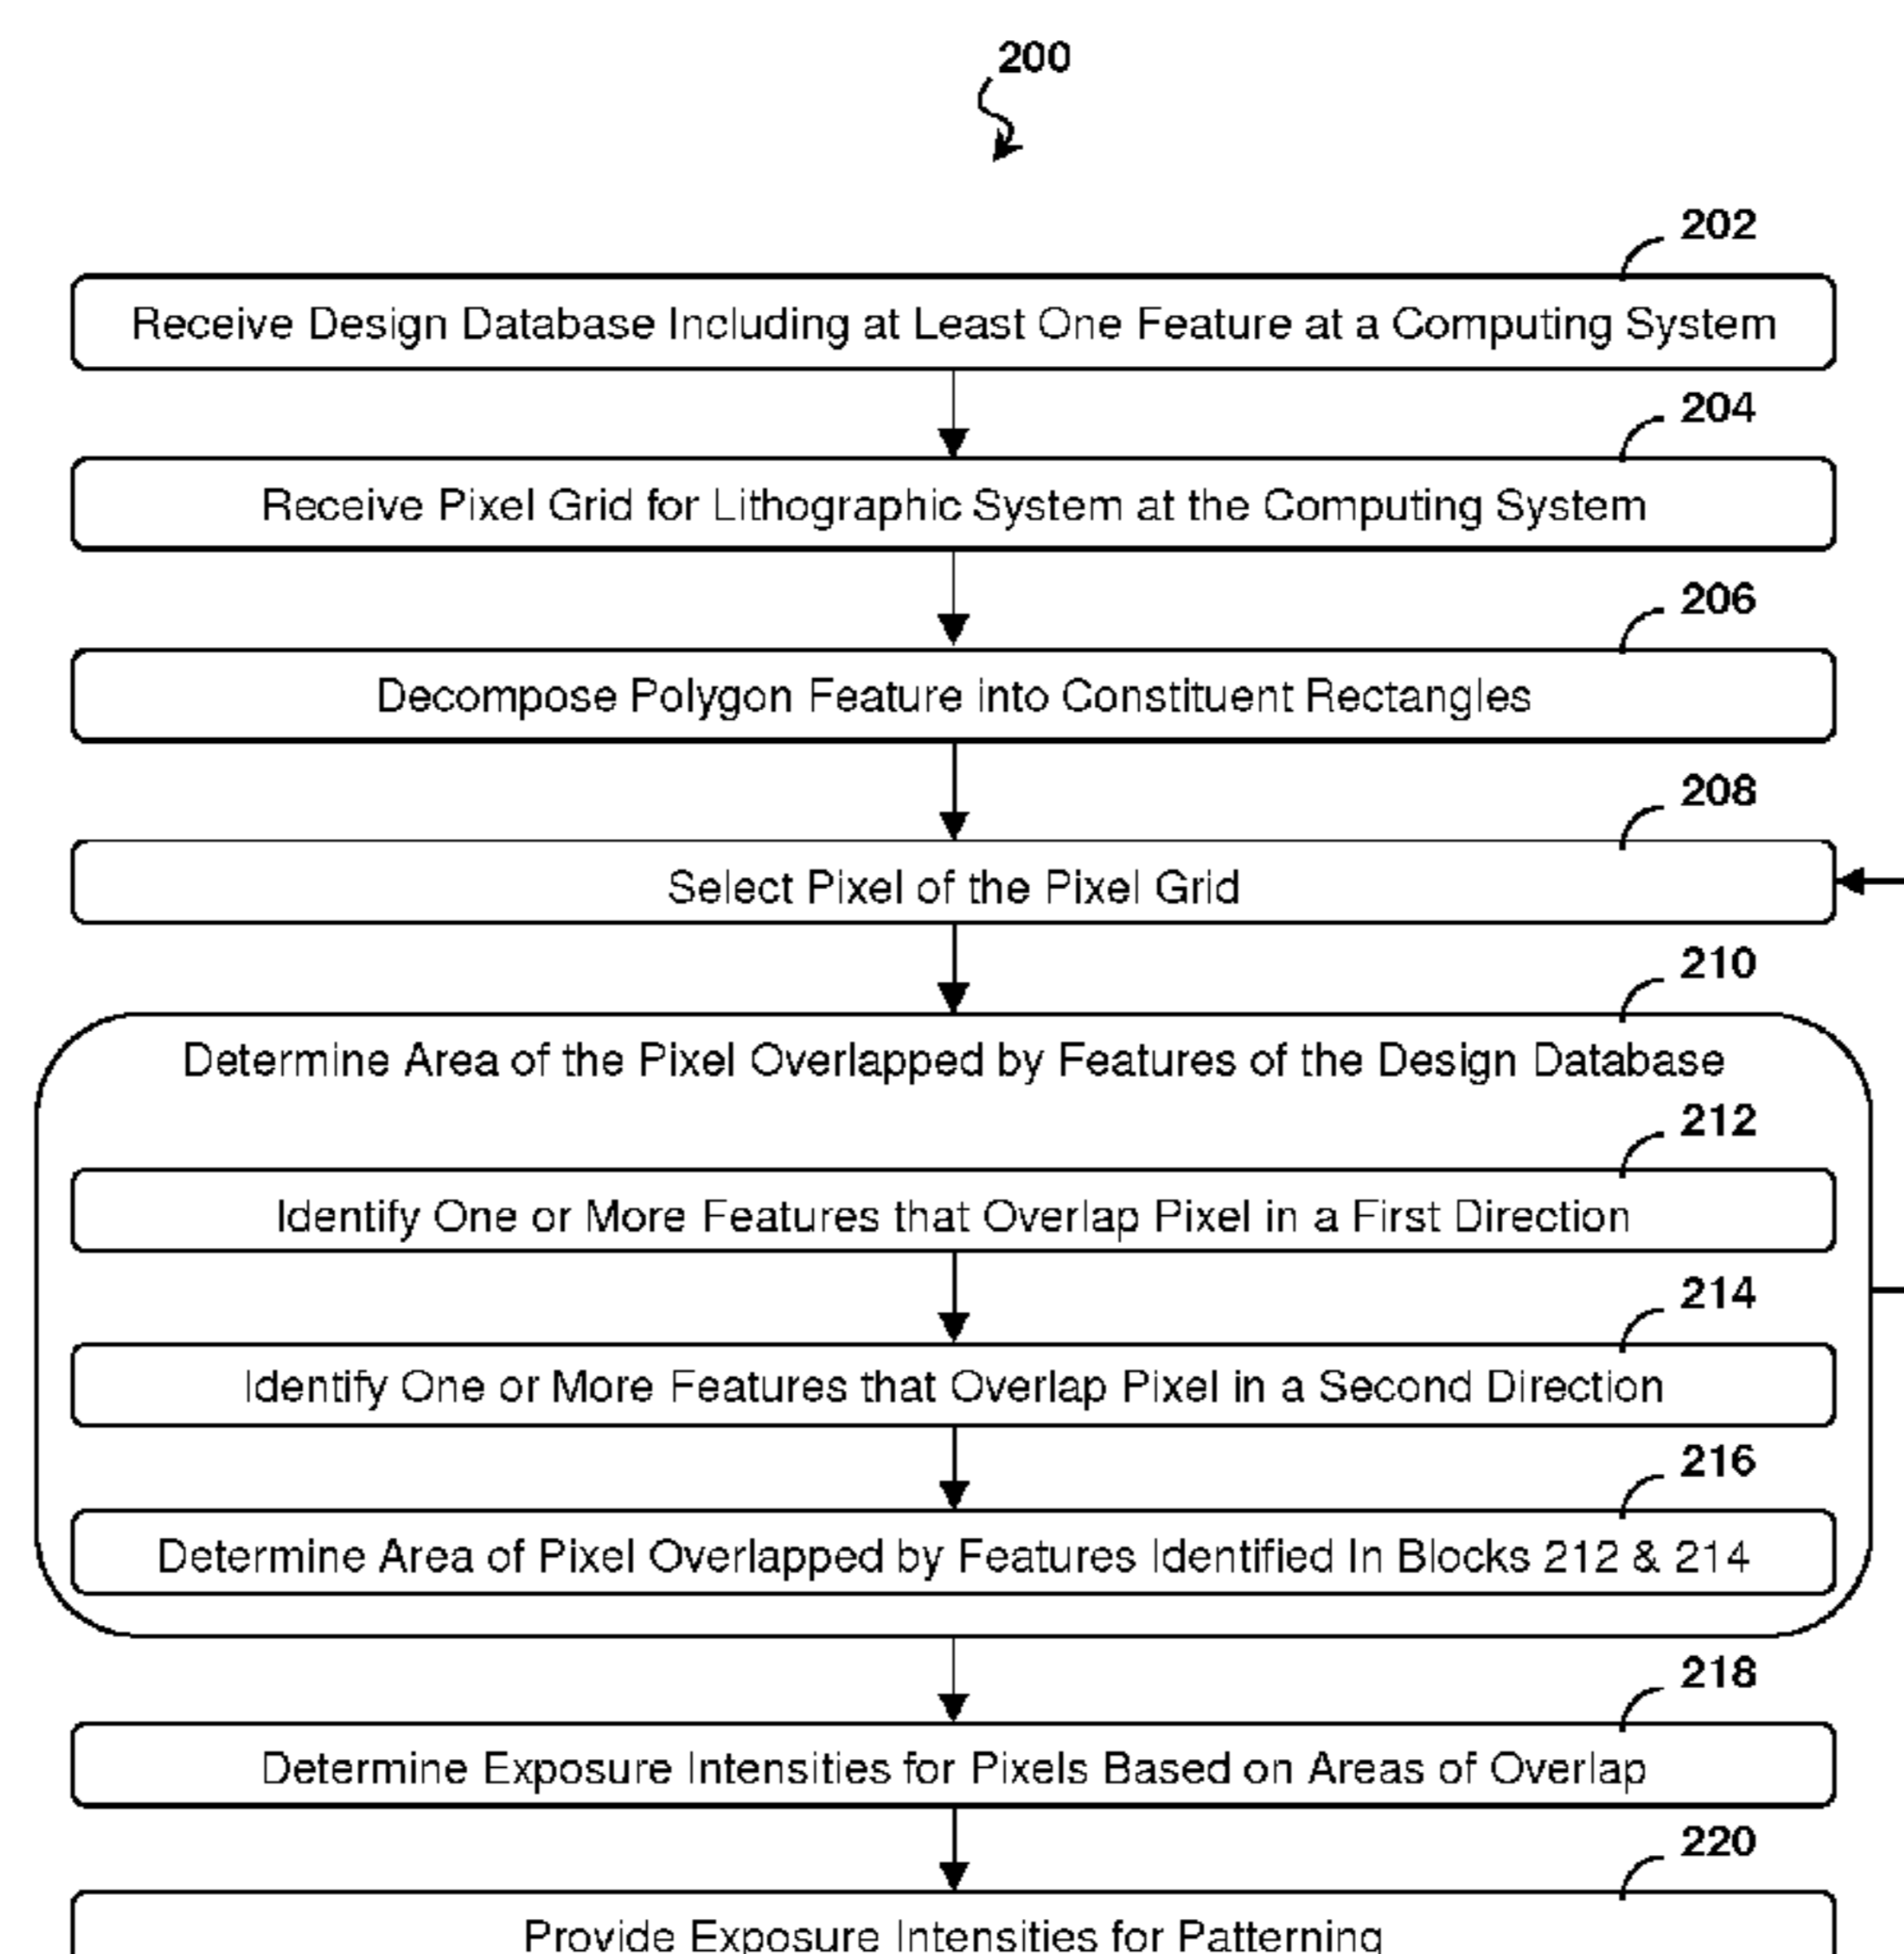 200
202
Receive Design Database Including at Least One Feature at a Computing System
204
Receive Pixel Grid for Lithographic System at the Computing System
206
Decompose Polygon Feature into Constituent Rectangles
208
Select Pixel of the Pixel Grid
210
Determine Area of the Pixel Overlapped by Features of the Design Database
212
Identify One or More Features that Overlap Pixel in a First Direction
214
Identify One or More Features that Overlap Pixel in a Second Direction
216
Determine Area of Pixel Overlapped by Features Identified In Blocks 212 & 214
218
Determine Exposure Intensities for Pixels Based on Areas of Overlap
220
Provide Exposure Intensities for Patterning